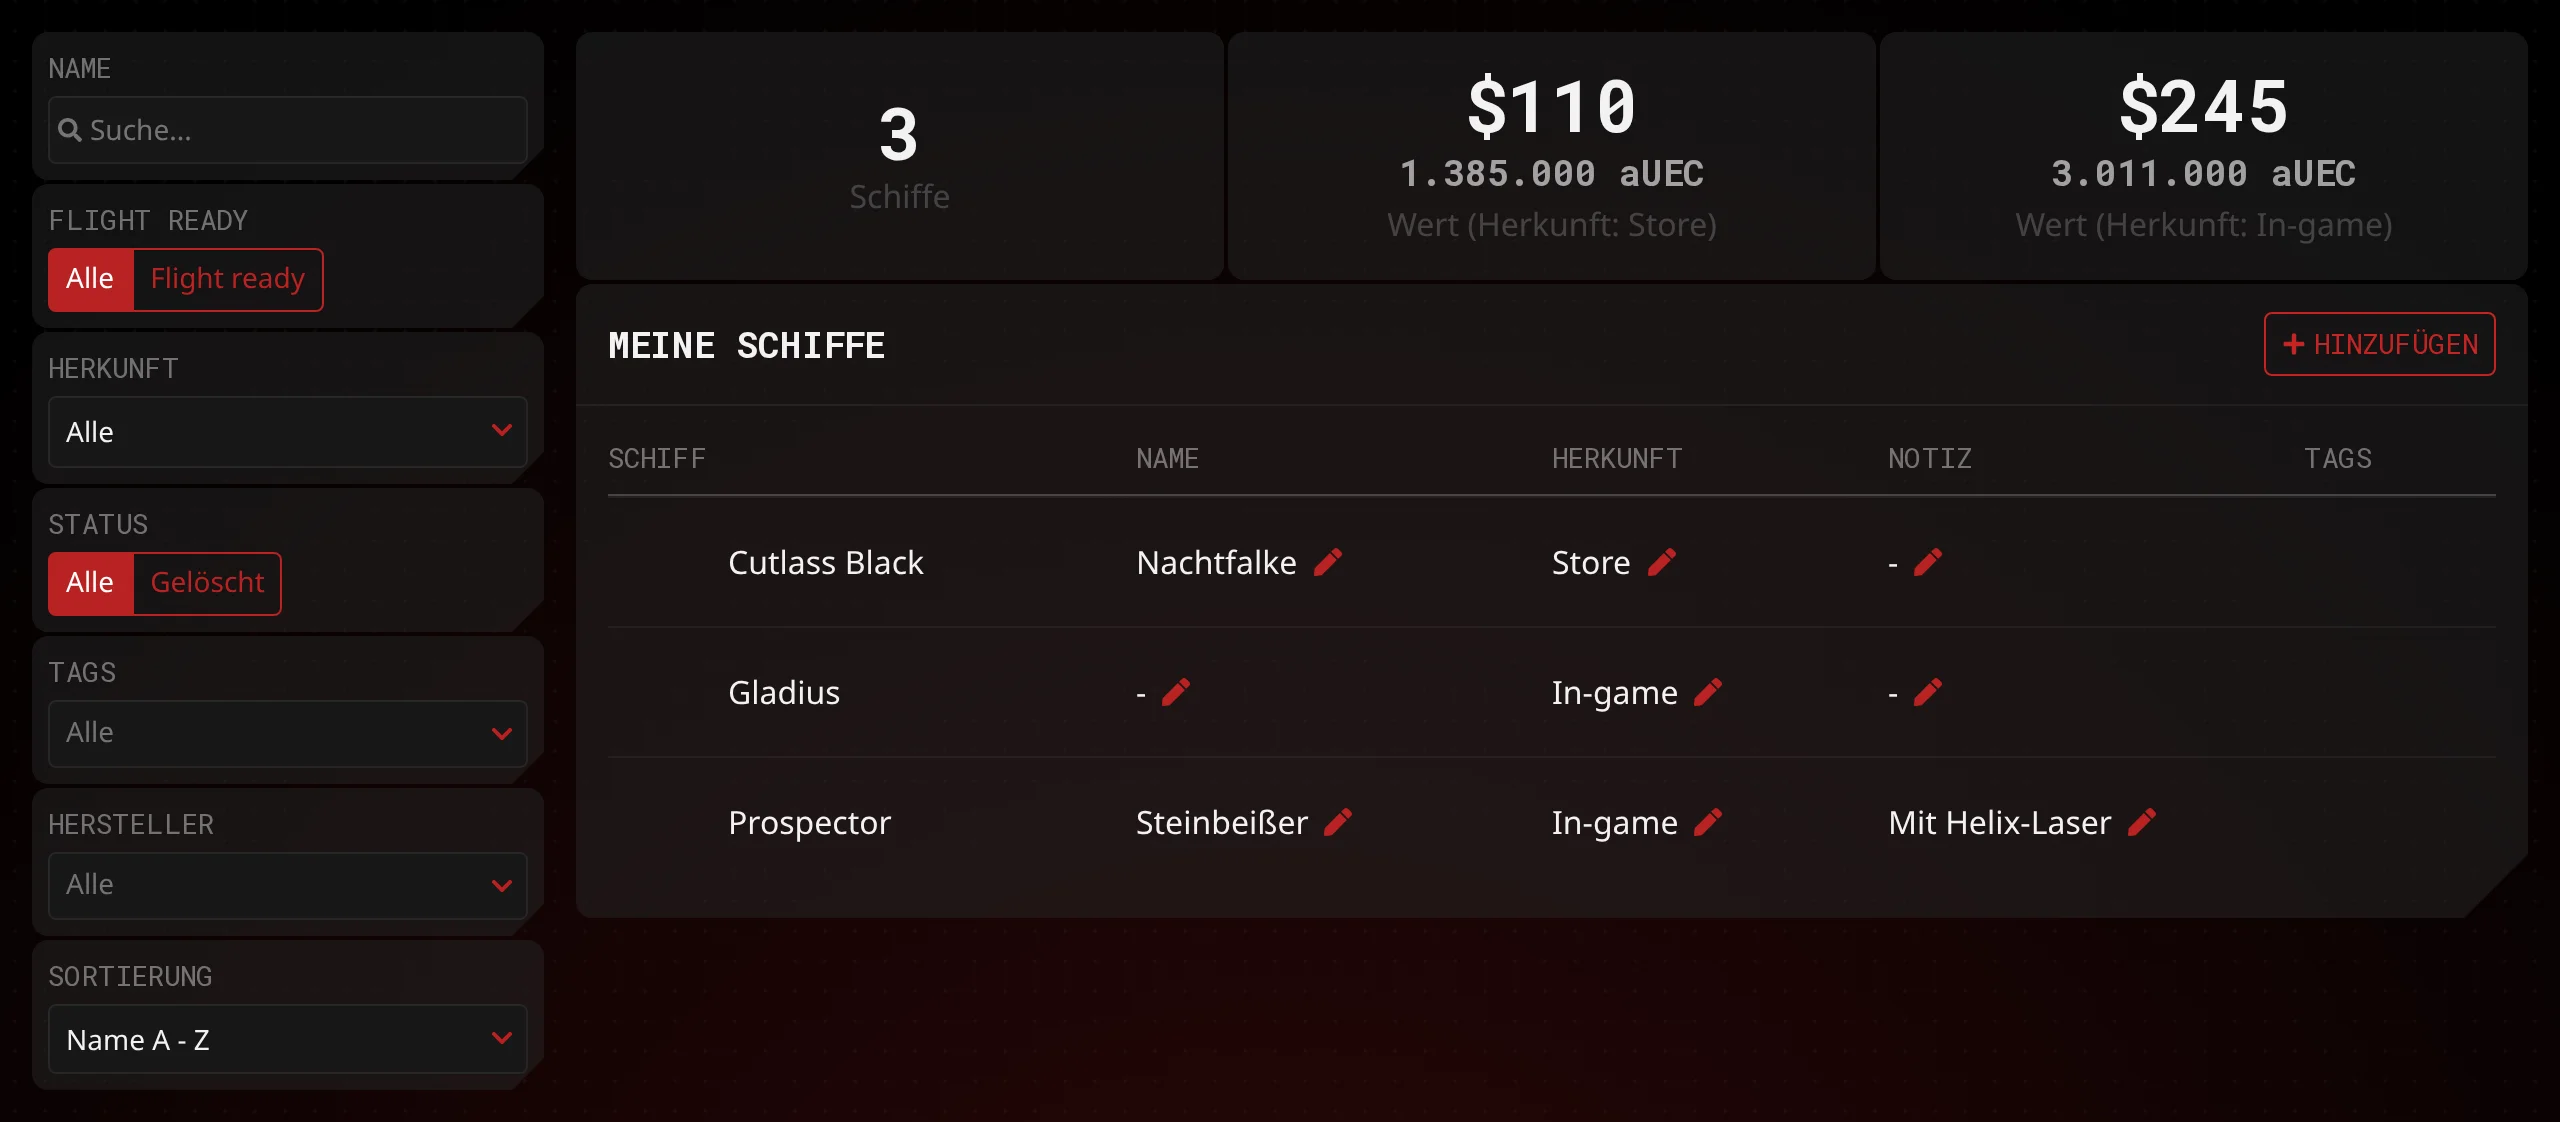 NAME
Suche...
FLIGHT READY
Alle Flight ready
HERKUNFT
Alle
STATUS
Alle Gelöscht
TAGS
Alle
HERSTELLER
Alle
SORTIERUNG
Name A - Z
3
Schiffe
$110
1.385.000 aUEC
Wert (Herkunft: Store)
$245
3.011.000 aUEC
Wert (Herkunft: In-game)
MEINE SCHIFFE
HINZUFÜGEN
SCHIFF NAME HERKUNFT NOTIZ TAGS
Cutlass Black Nachtfalke Store -
Gladius - In-game -
Prospector Steinbeißer In-game Mit Helix-Laser